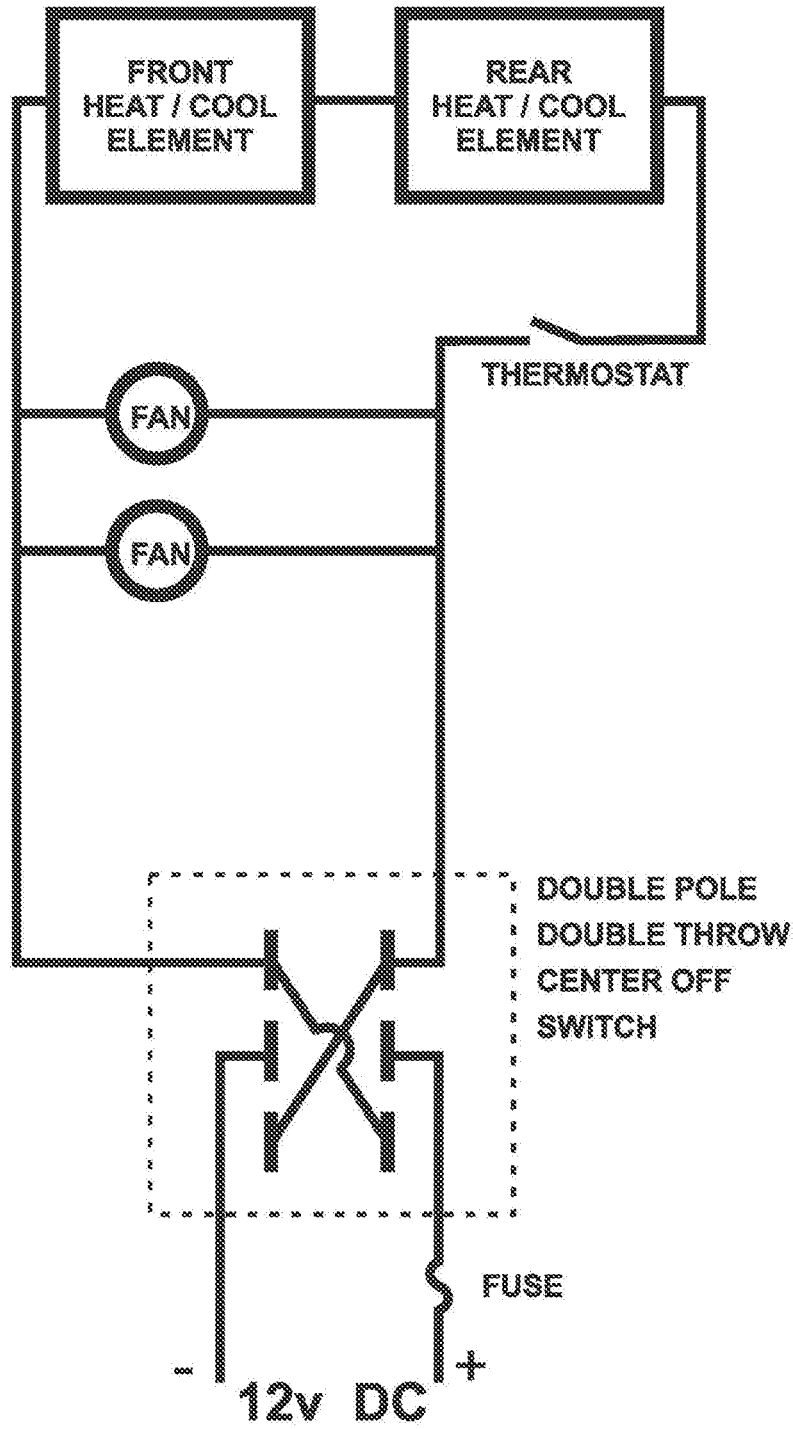 FRONT
HEAT / COOL
ELEMENT
REAR
HEAT / COOL
ELEMENT
THERMOSTAT
FAN
FAN
DOUBLE POLE
DOUBLE THROW
CENTER OFF
SWITCH
FUSE
- 12v DC +